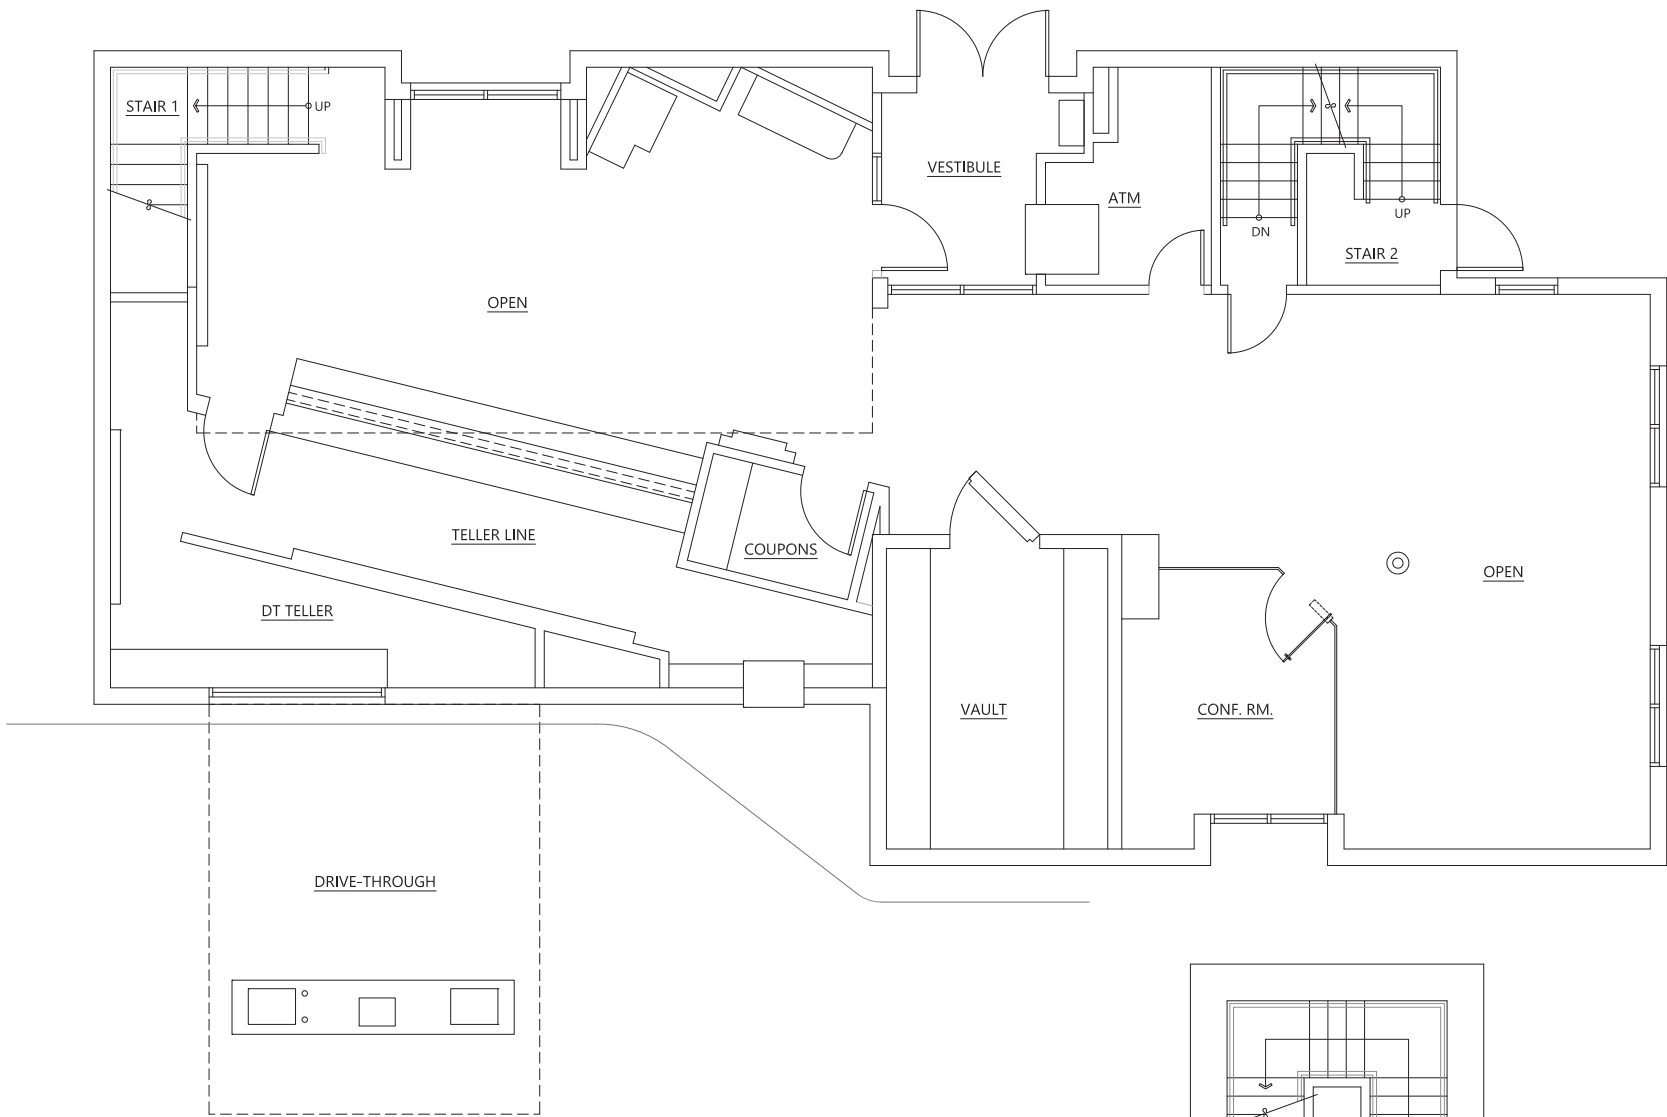 STAIR 1
UP
VESTIBULE
ATM
UP
DN
STAIR 2
OPEN
TELLER LINE
COUPONS
OPEN
DT TELLER
VAULT
CONF. RM.
DRIVE-THROUGH